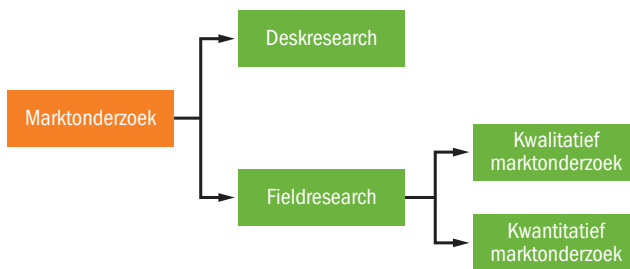 Deskresearch
Marktonderzoek
Fieldresearch
Kwalitatief
marktonderzoek
Kwantitatief
marktonderzoek